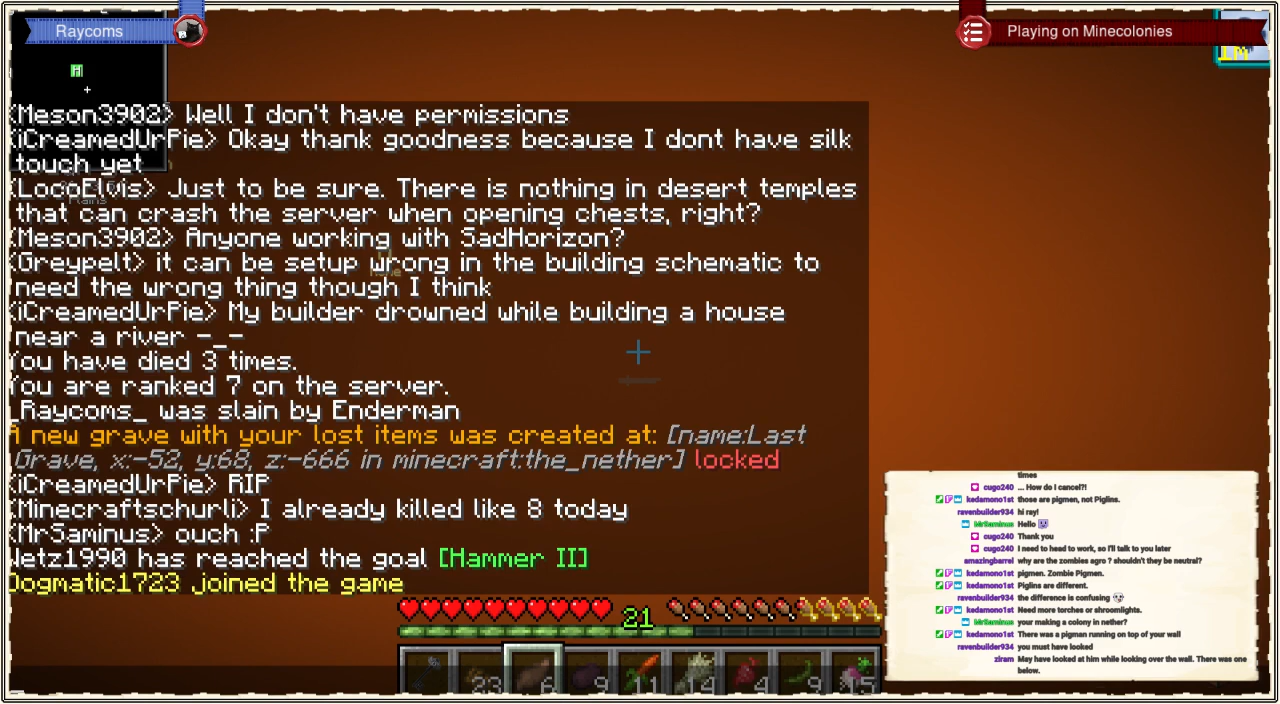 Raycoms
Playing on Minecolonies
1M
<Meson3902> Well I don't have permissions
<iCreamedUrPie> Okay thank goodness because I dont have silk
touch yet
<LocoElvis> Just to be sure. There is nothing in desert temples
that can crash the server when opening chests, right?
Plains
<Meson3902> Anyone working with SadHorizon?
<Greypelt> it can be setup wrong in the building schematic to
need the wrong thing though I think
<iCreamedUrPie> My builder drowned while building a house
near a river -_-
You have died 3 times.
You are ranked 7 on the server.
_Raycoms_ was slain by Enderman
A new grave with your lost items was created at: [name:Last
Grave, x:-52, y:68, z:-666 in minecraft:the_nether] locked
<iCreamedUrPie> RIP
<Minecraftschurli> I already killed like 8 today
<MrSaminus> ouch :P
Jetz1990 has reached the goal [Hammer II]
Dogmatic1723 joined the game
21
23 6 9 11 14 4 9 15
times
cugo240 ... How do I cancel?!
kedamono1st those are pigmen, not Piglins.
ravenbuilder934 hi ray!
MrSaminus Hello
cugo240 Thank you
cugo240 I need to head to work, so I'll talk to you later
amazingbarrel why are the zombies agro ? shouldn't they be neutral?
kedamono1st pigmen. Zombie Pigmen.
kedamono1st Piglins are different.
ravenbuilder934 the difference is confusing
kedamono1st Need more torches or shroomlights.
MrSaminus your making a colony in nether?
kedamono1st There was a pigman running on top of your wall
ravenbuilder934 you must have looked
ziram May have looked at him while looking over the wall. There was one
below.